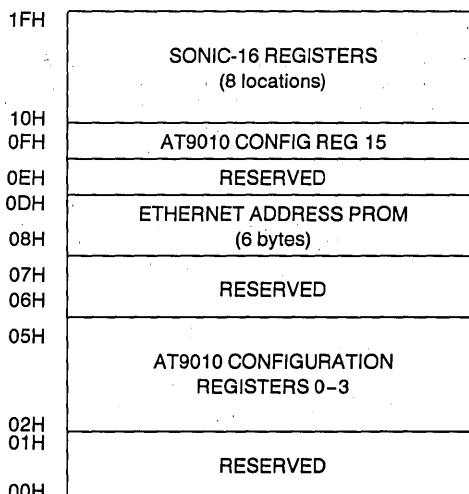 1FH
SONIC-16 REGISTERS
(8 locations)
10H
0FH
AT9010 CONFIG REG 15
0EH
RESERVED
0DH
ETHERNET ADDRESS PROM
08H
(6 bytes)
07H
RESERVED
06H
05H
AT9010 CONFIGURATION
REGISTERS 0–3
02H
01H
RESERVED
00H